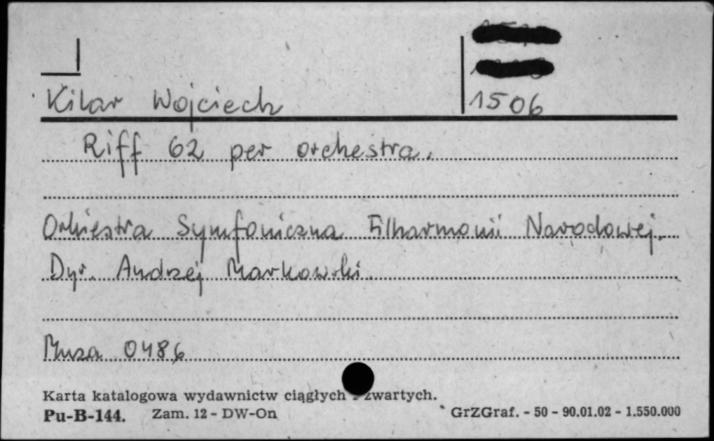 Kilar Wojciech
1506
Riff 62 per orchestra.
Orkiestra Symfoniczna Filharmonii Narodowej.
Dyr. Andrzej Markowski.
Muza 0486
Karta katalogowa wydawnictw ciągłych zwartych.
Pu-B-144. Zam. 12 - DW-On GrZGraf. - 50 - 90.01.02 - 1.550.000